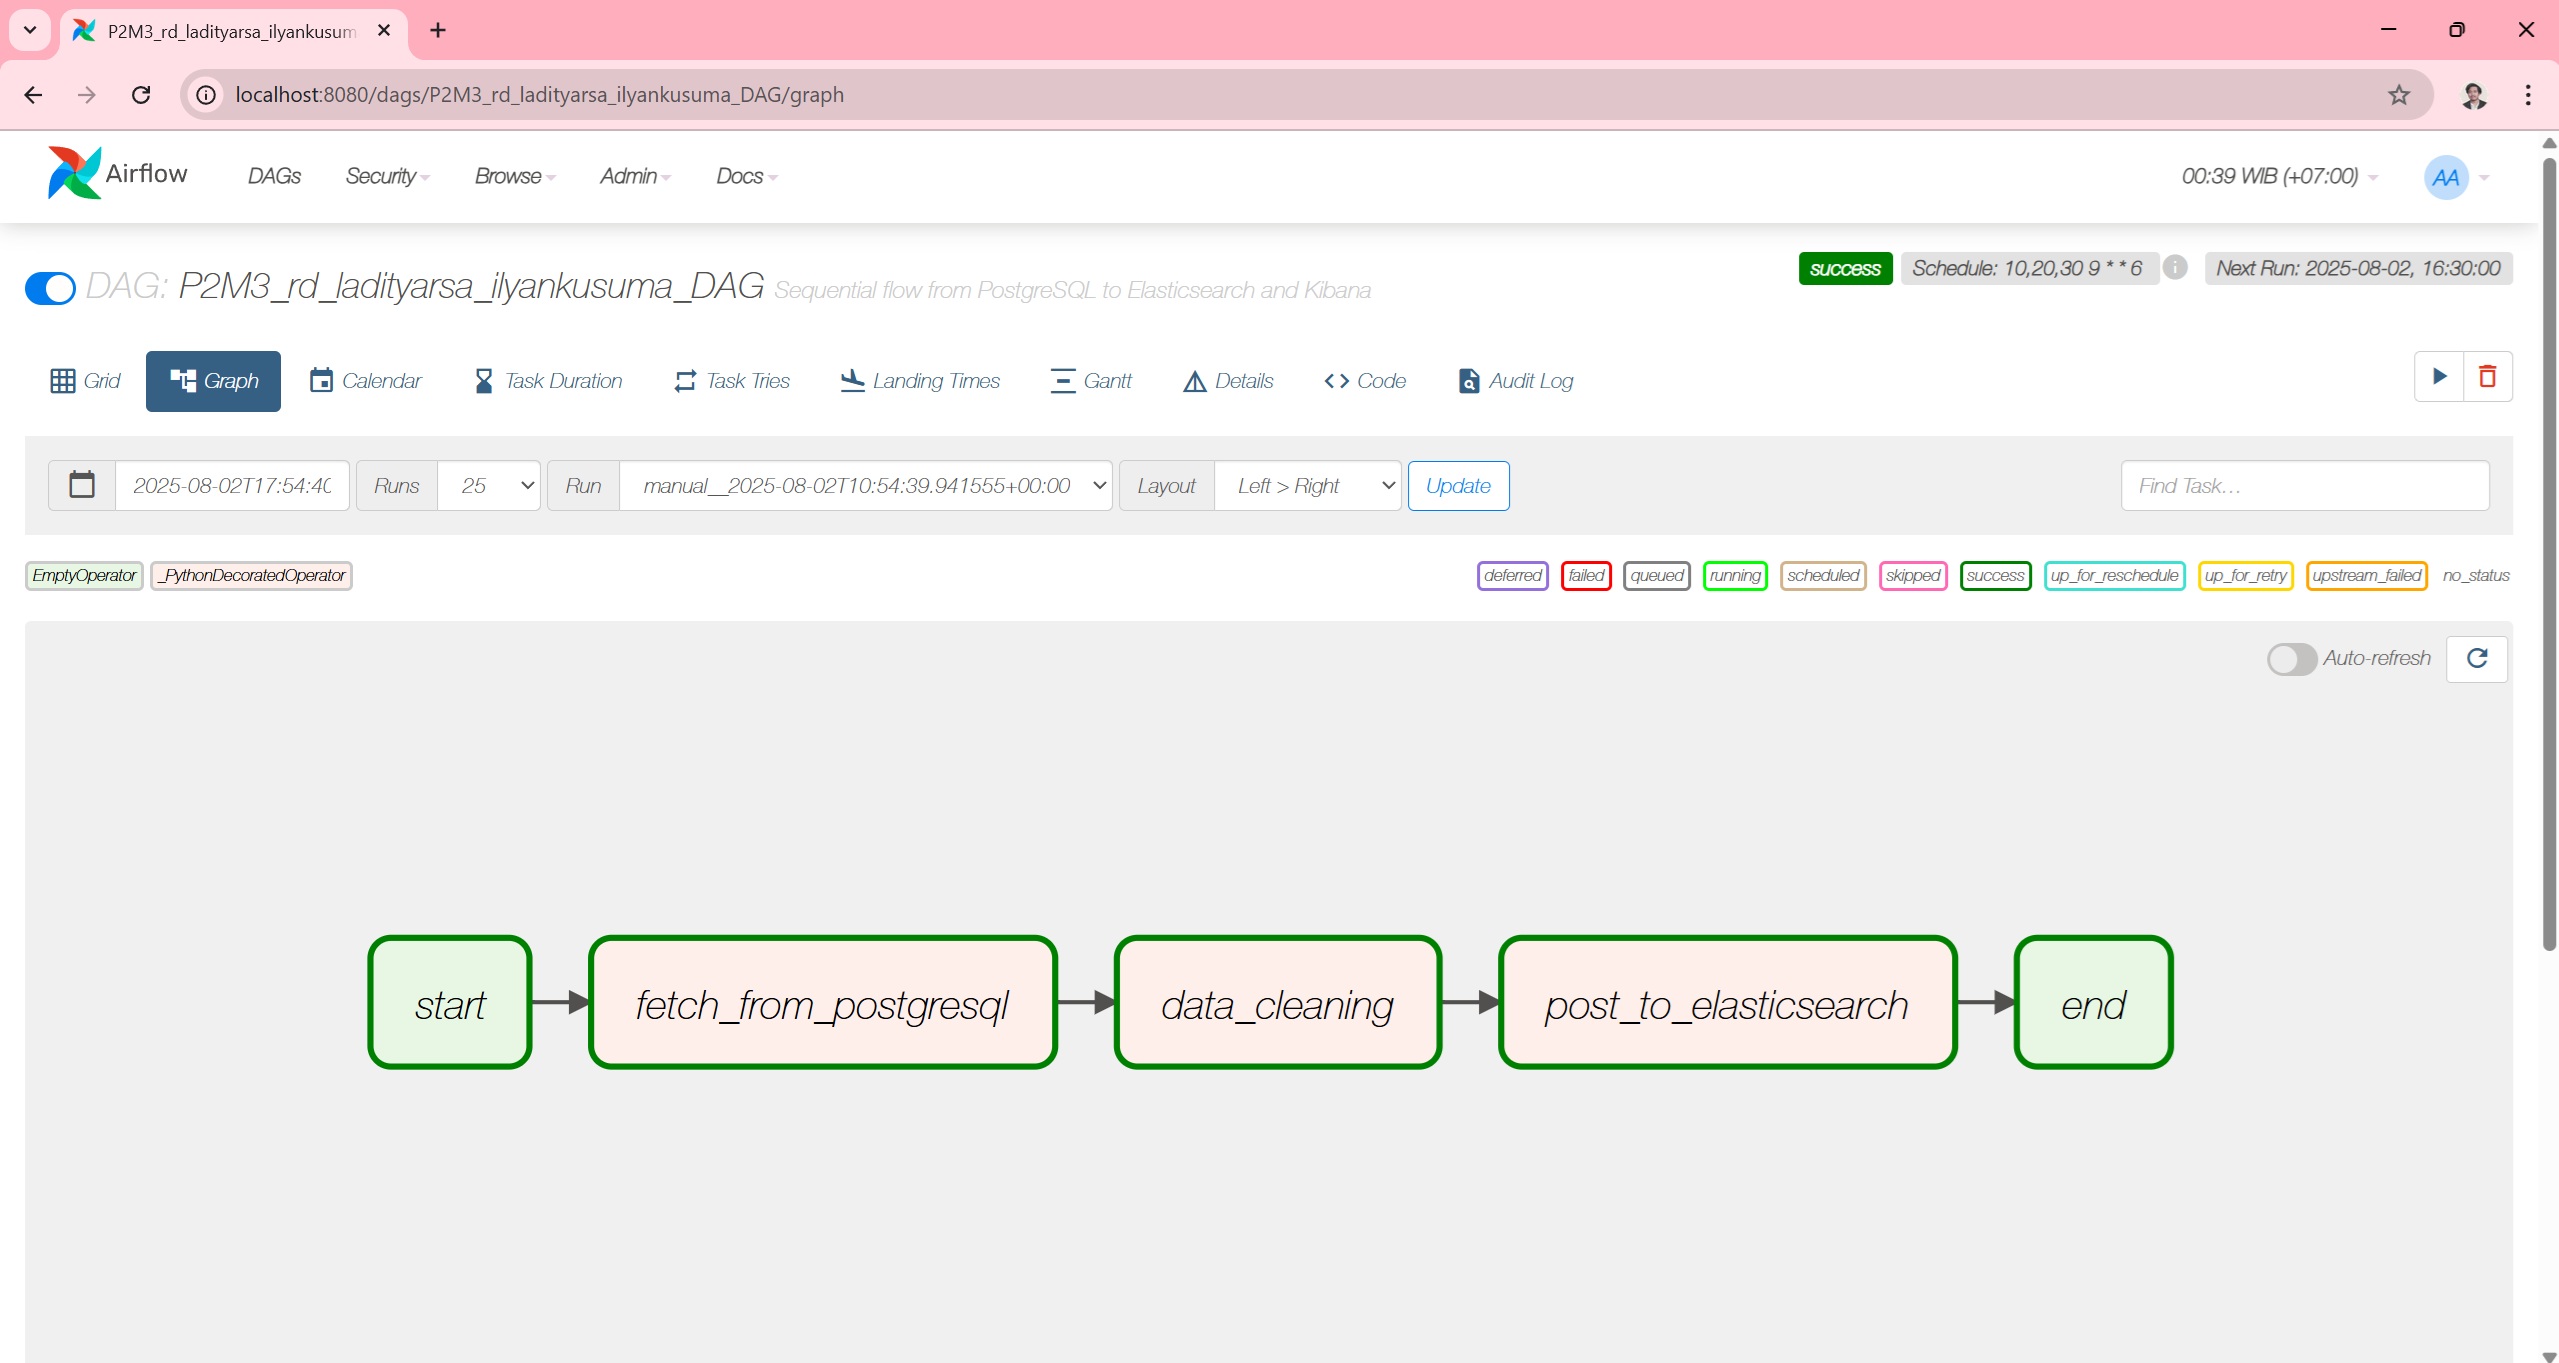 P2M3_rd_ladityarsa_ilyankusum
localhost:8080/dags/P2M3_rd_ladityarsa_ilyankusuma_DAG/graph
Airflow DAGs Security Browse Admin Docs 00:39 WIB (+07:00) AA
DAG: P2M3_rd_ladityarsa_ilyankusuma_DAG Sequential flow from PostgreSQL to Elasticsearch and Kibana success Schedule: 10,20,30 9 * * 6 i Next Run: 2025-08-02, 16:30:00
Grid Graph Calendar Task Duration Task Tries Landing Times Gantt Details Code Audit Log
2025-08-02T17:54:40 Runs 25 Run manual__2025-08-02T10:54:39.941555+00:00 Layout Left > Right Update Find Task…
EmptyOperator _PythonDecoratedOperator deferred failed queued running scheduled skipped success up_for_reschedule up_for_retry upstream_failed no_status
Auto-refresh
start fetch_from_postgresql data_cleaning post_to_elasticsearch end